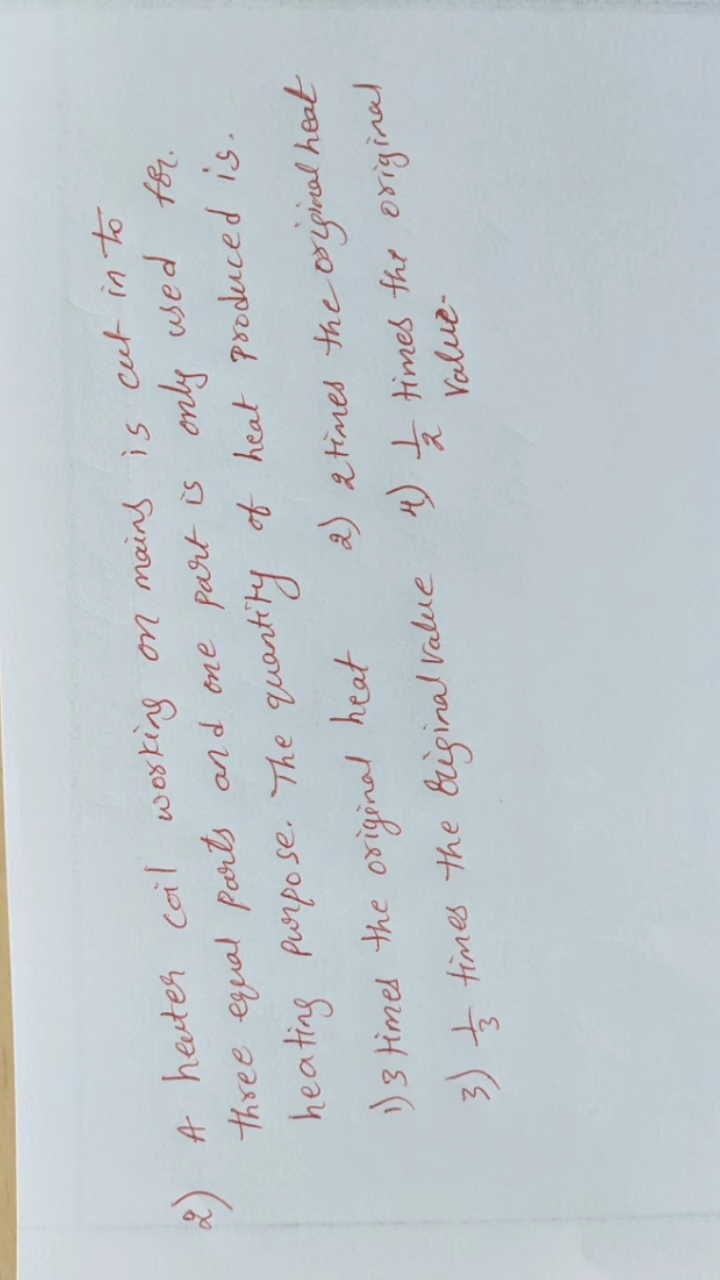 2) A heater coil working on mains is cut in to
three equal parts and one part is only used for.
heating purpose. The quantity of heat produced is.
1) 3 times the original heat 2) 2 times the original heat
3) 1/3 times the Original value 4) 1/2 times the original
value.